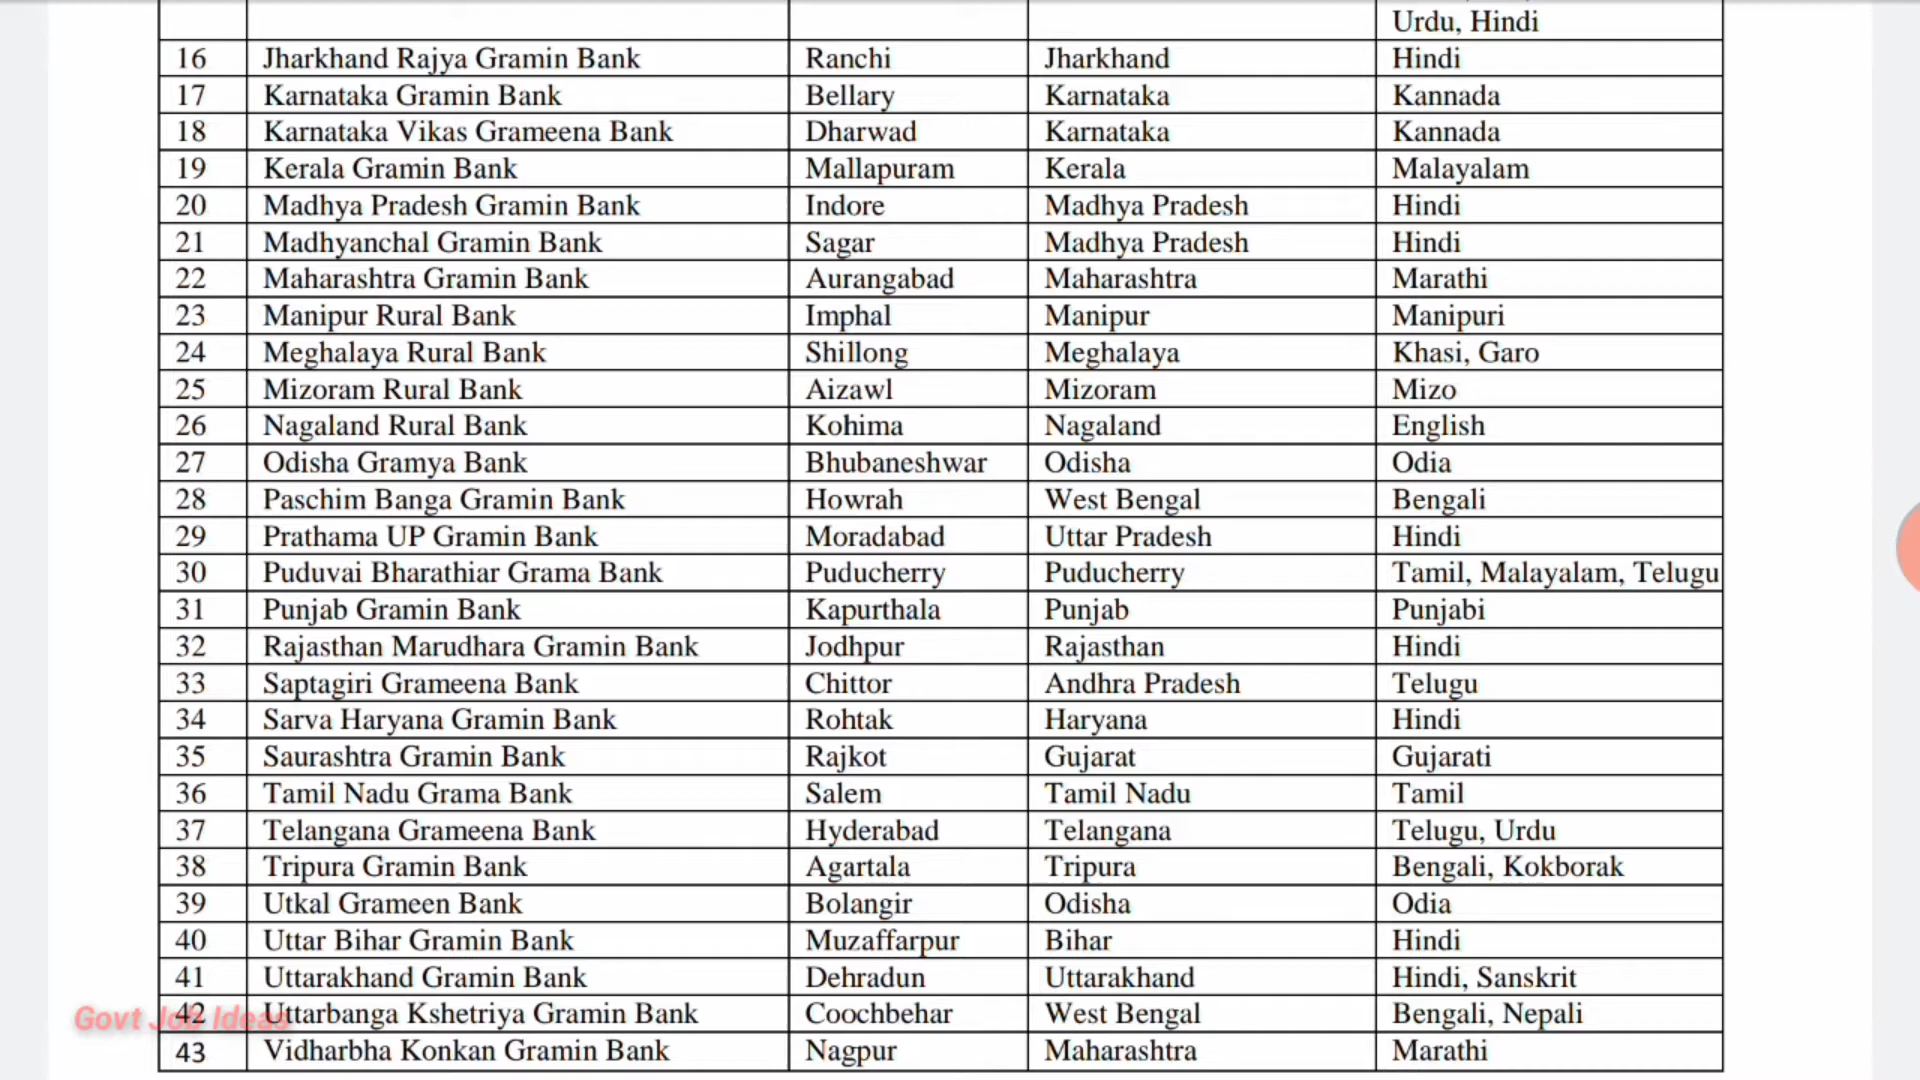 Urdu, Hindi
16 Jharkhand Rajya Gramin Bank Ranchi Jharkhand Hindi
17 Karnataka Gramin Bank Bellary Karnataka Kannada
18 Karnataka Vikas Grameena Bank Dharwad Karnataka Kannada
19 Kerala Gramin Bank Mallapuram Kerala Malayalam
20 Madhya Pradesh Gramin Bank Indore Madhya Pradesh Hindi
21 Madhyanchal Gramin Bank Sagar Madhya Pradesh Hindi
22 Maharashtra Gramin Bank Aurangabad Maharashtra Marathi
23 Manipur Rural Bank Imphal Manipur Manipuri
24 Meghalaya Rural Bank Shillong Meghalaya Khasi, Garo
25 Mizoram Rural Bank Aizawl Mizoram Mizo
26 Nagaland Rural Bank Kohima Nagaland English
27 Odisha Gramya Bank Bhubaneshwar Odisha Odia
28 Paschim Banga Gramin Bank Howrah West Bengal Bengali
29 Prathama UP Gramin Bank Moradabad Uttar Pradesh Hindi
30 Puduvai Bharathiar Grama Bank Puducherry Puducherry Tamil, Malayalam, Telugu
31 Punjab Gramin Bank Kapurthala Punjab Punjabi
32 Rajasthan Marudhara Gramin Bank Jodhpur Rajasthan Hindi
33 Saptagiri Grameena Bank Chittor Andhra Pradesh Telugu
34 Sarva Haryana Gramin Bank Rohtak Haryana Hindi
35 Saurashtra Gramin Bank Rajkot Gujarat Gujarati
36 Tamil Nadu Grama Bank Salem Tamil Nadu Tamil
37 Telangana Grameena Bank Hyderabad Telangana Telugu, Urdu
38 Tripura Gramin Bank Agartala Tripura Bengali, Kokborak
39 Utkal Grameen Bank Bolangir Odisha Odia
40 Uttar Bihar Gramin Bank Muzaffarpur Bihar Hindi
41 Uttarakhand Gramin Bank Dehradun Uttarakhand Hindi, Sanskrit
42 Uttarbanga Kshetriya Gramin Bank Coochbehar West Bengal Bengali, Nepali
Govt Job Ideas
43 Vidharbha Konkan Gramin Bank Nagpur Maharashtra Marathi